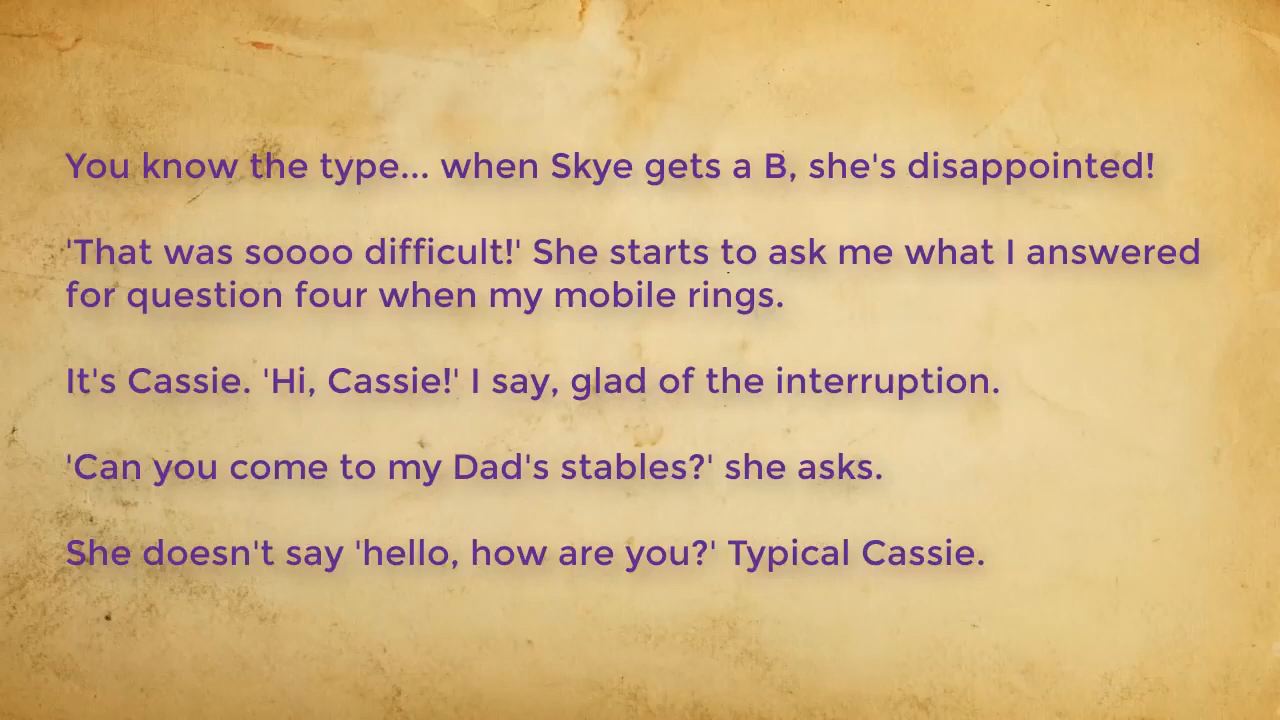 You know the type... when Skye gets a B, she's disappointed!
'That was soooo difficult!' She starts to ask me what I answered
for question four when my mobile rings.
It's Cassie. 'Hi, Cassie!' I say, glad of the interruption.
'Can you come to my Dad's stables?' she asks.
She doesn't say 'hello, how are you?' Typical Cassie.